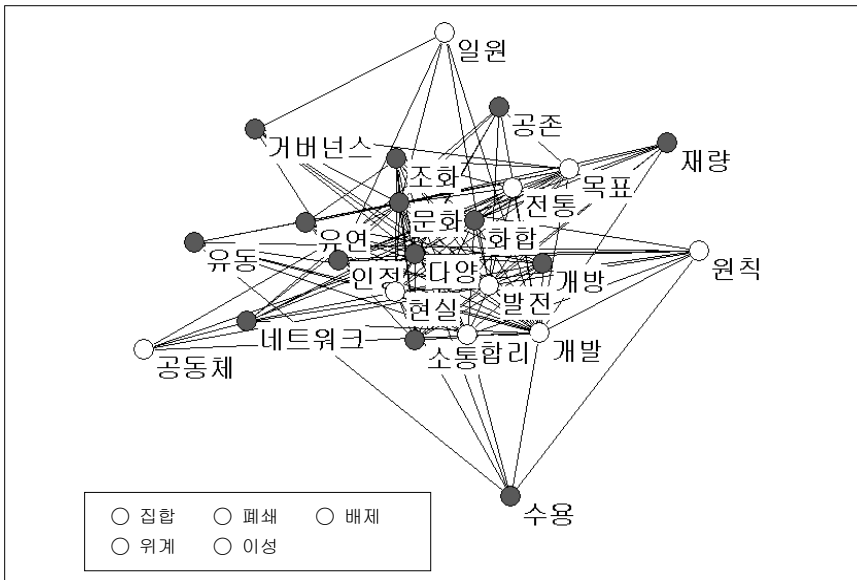 일원
공존
거버넌스
재량
조화
목표
전통
문화
유연
화합
유동
원칙
인정
다양
개방
발전
현실
네트워크
공동체
소통
합리
개발
수용
집합 폐쇄 배제
위계 이성